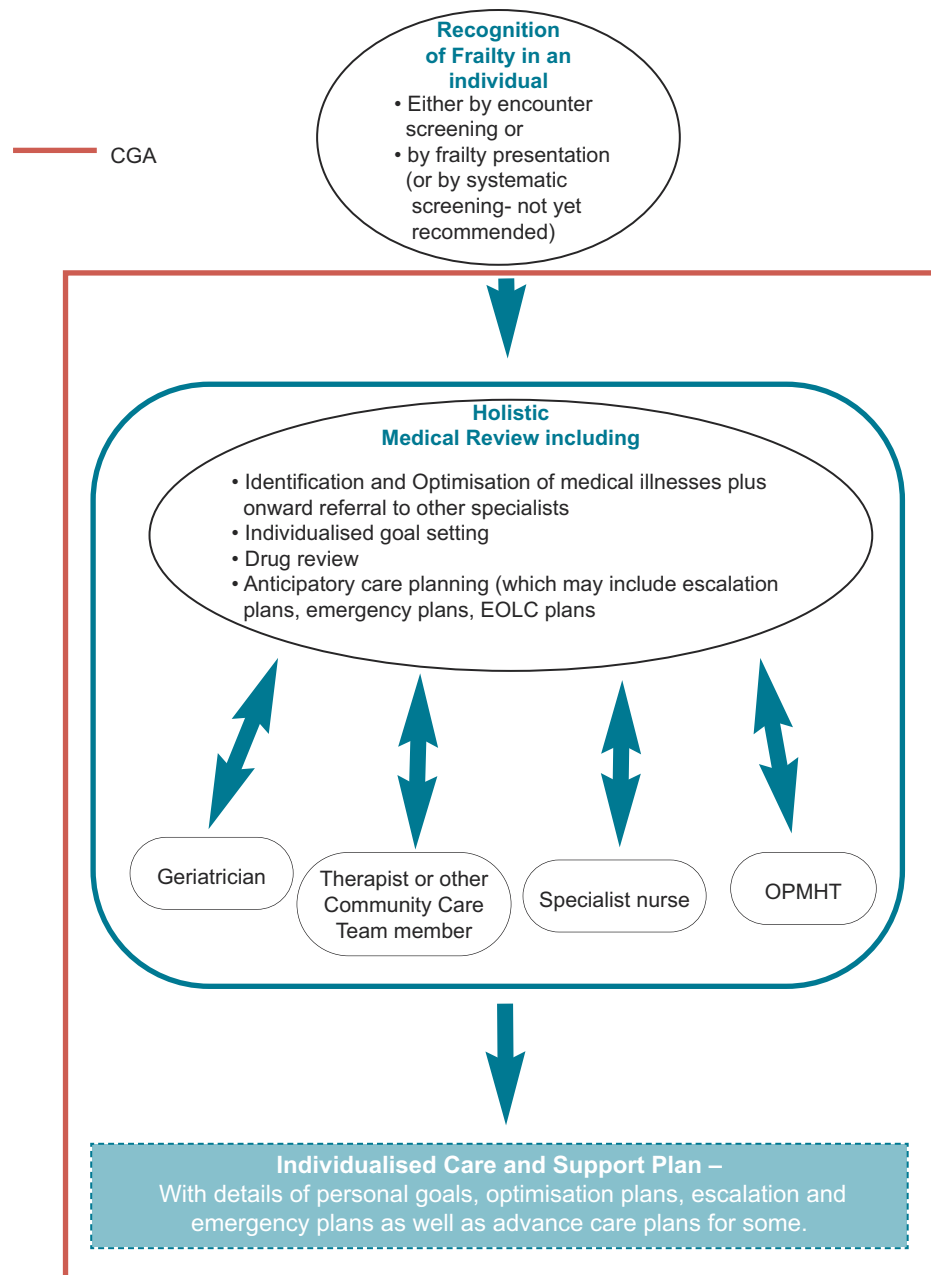 Recognition
of Frailty in an
individual
• Either by encounter
screening or
• by frailty presentation
(or by systematic
screening- not yet
recommended)
CGA
Holistic
Medical Review including
• Identification and Optimisation of medical illnesses plus
onward referral to other specialists
• Individualised goal setting
• Drug review
• Anticipatory care planning (which may include escalation
plans, emergency plans, EOLC plans
Geriatrician
Therapist or other
Community Care
Team member
Specialist nurse
OPMHT
Individualised Care and Support Plan –
With details of personal goals, optimisation plans, escalation and
emergency plans as well as advance care plans for some.